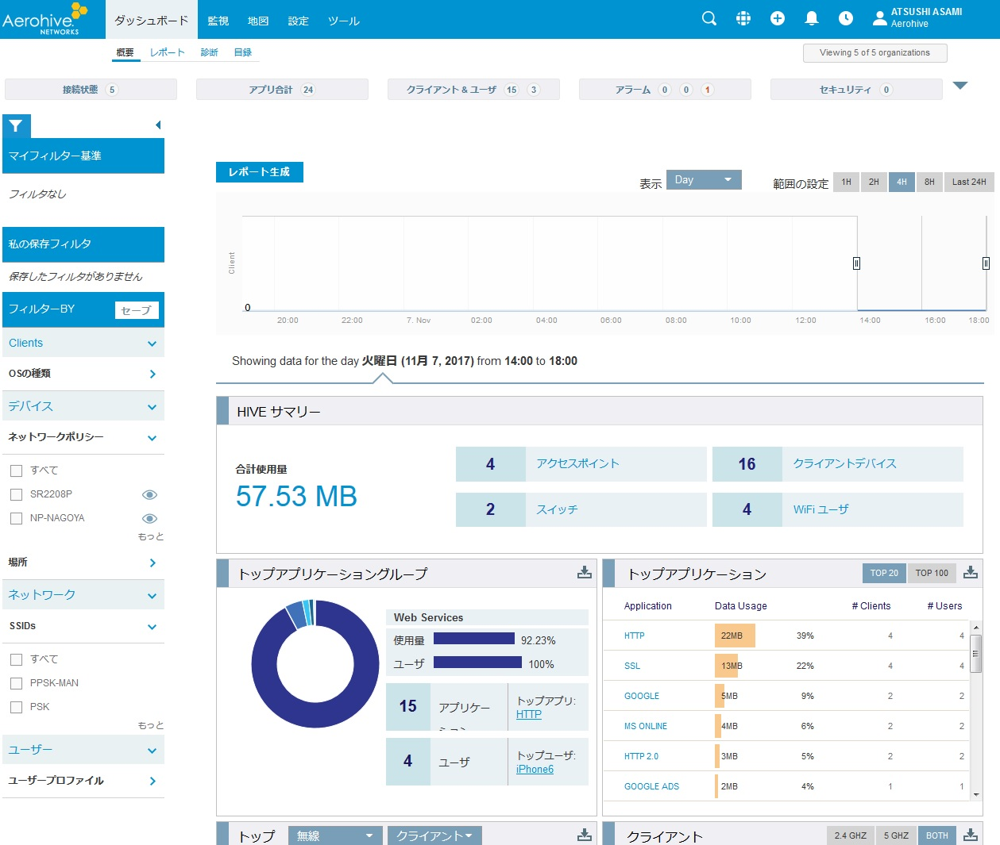 Aerohive NETWORKS
ダッシュボード 監視 地図 設定 ツール
ATSUSHI ASAMI
Aerohive
概要 レポート 診断 目録
Viewing 5 of 5 organizations
接続状態 5 アプリ合計 24 クライアント & ユーザ 15 3 アラーム 0 0 1 セキュリティ 0
マイフィルター基準
フィルタなし
私の保存フィルタ
保存したフィルタがありません
フィルターBY セーブ
Clients
OSの種類
デバイス
ネットワークポリシー
すべて
SR2208P
NP-NAGOYA
もっと
場所
ネットワーク
SSIDs
すべて
PPSK-MAN
PSK
もっと
ユーザー
ユーザープロファイル
レポート生成
表示 Day 範囲の設定 1H 2H 4H 8H Last 24H
Client
0
20:00 22:00 7. Nov 02:00 04:00 06:00 08:00 10:00 12:00 14:00 16:00 18:00
Showing data for the day 火曜日 (11月 7, 2017) from 14:00 to 18:00
HIVE サマリー
合計使用量
57.53 MB
4 アクセスポイント 16 クライアントデバイス
2 スイッチ 4 WiFi ユーザ
トップアプリケーショングループ
Web Services
使用量 92.23%
ユーザ 100%
15 アプリケーション トップアプリ: HTTP
4 ユーザ トップユーザ: iPhone6
トップアプリケーション TOP 20 TOP 100
Application Data Usage # Clients # Users
HTTP 22MB 39% 4 4
SSL 13MB 22% 4 4
GOOGLE 5MB 9% 2 2
MS ONLINE 4MB 6% 2 2
HTTP 2.0 3MB 5% 2 2
GOOGLE ADS 2MB 4% 1 1
トップ 無線 クライアント
クライアント 2.4 GHZ 5 GHZ BOTH